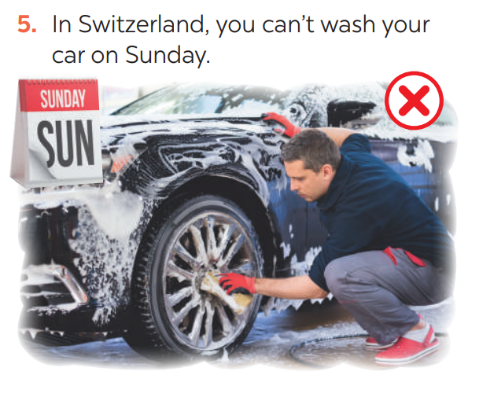 5. In Switzerland, you can’t wash your
car on Sunday.
SUNDAY
SUN